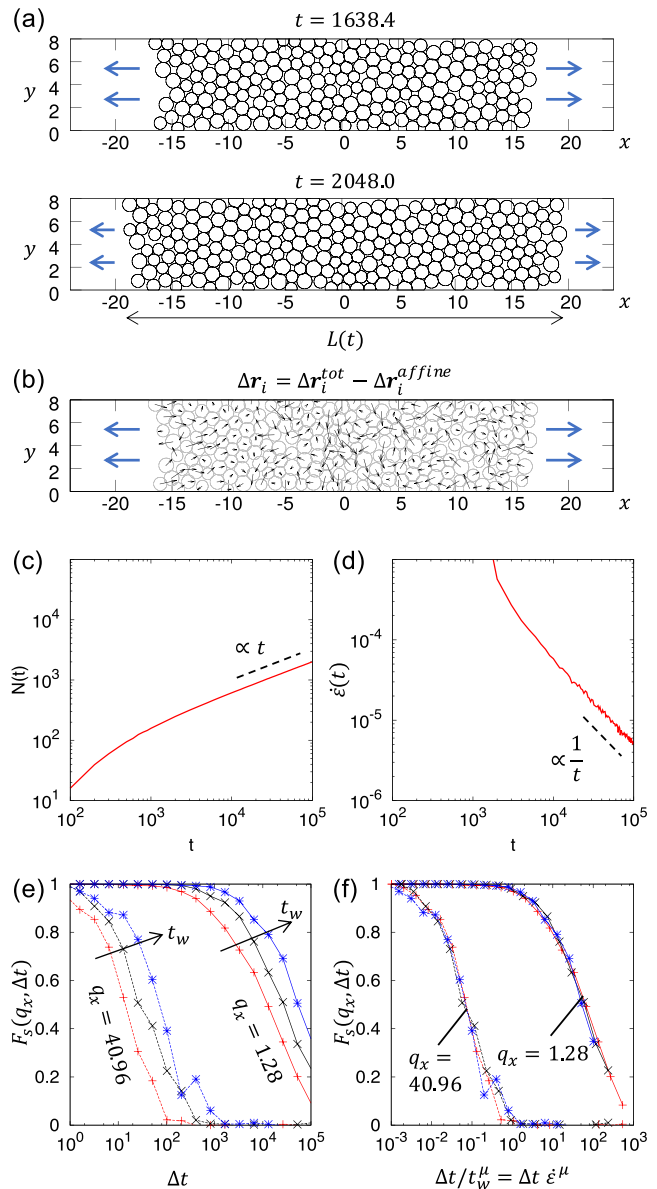 (a)
t = 1638.4
8
6
y 4
2
0
-20 -15 -10 -5 0 5 10 15 20 x
t = 2048.0
8
6
y 4
2
0
-20 -15 -10 -5 0 5 10 15 20 x
L(t)
(b) Δr_i = Δr_i^{tot} − Δr_i^{affine}
8
6
y 4
2
0
-20 -15 -10 -5 0 5 10 15 20 x
(c)
N(t)
10^4
10^3
10^2
10^1
∝ t
10^2 10^3 10^4 10^5
t
(d)
ε̇(t)
10^{-4}
10^{-5}
10^{-6}
∝ 1/t
10^2 10^3 10^4 10^5
t
(e)
F_s(q_x, Δt)
1
0.8
0.6
0.4
0.2
0
t_w
t_w
q_x = 40.96
q_x = 1.28
10^0 10^1 10^2 10^3 10^4 10^5
Δt
(f)
F_s(q_x, Δt)
1
0.8
0.6
0.4
0.2
0
q_x =
40.96
q_x = 1.28
10^{-3} 10^{-2} 10^{-1} 10^0 10^1 10^2 10^3
Δt/t_w^μ = Δt ε̇^μ